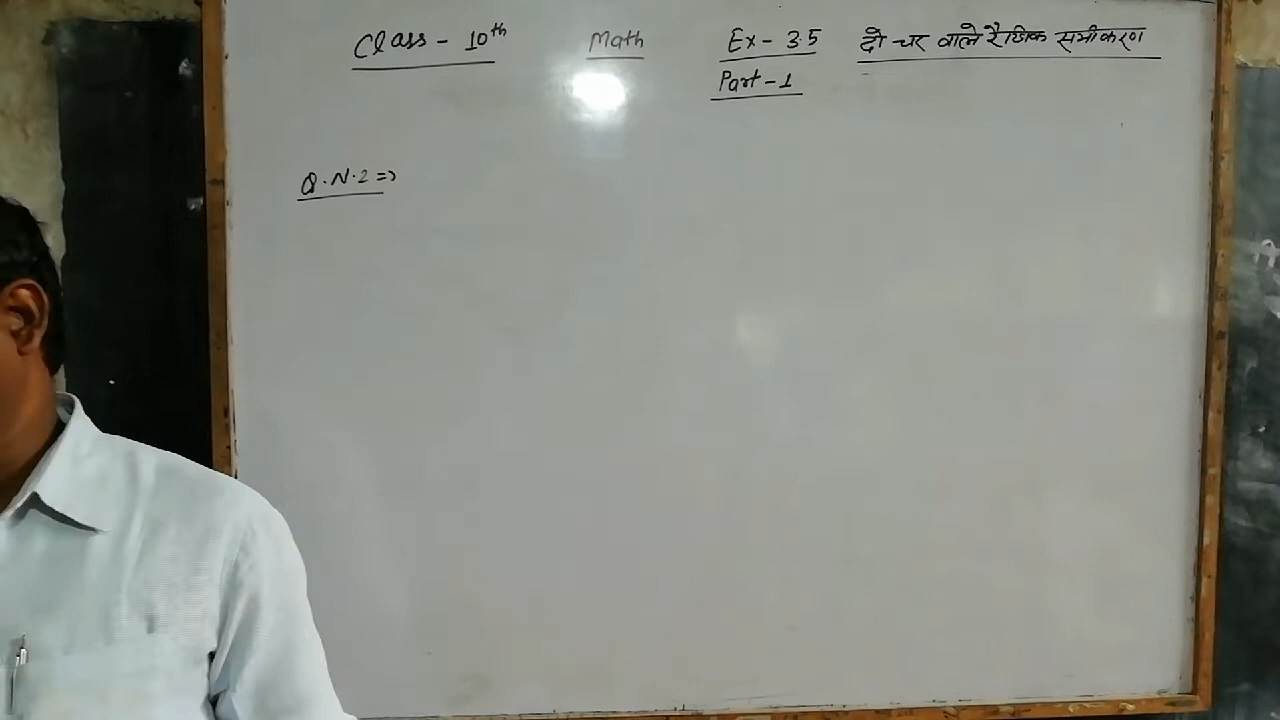 Class - 10th Math Ex - 3.5 दो चर वाले रैखिक समीकरण
Part - 1
Q.N.2 =>